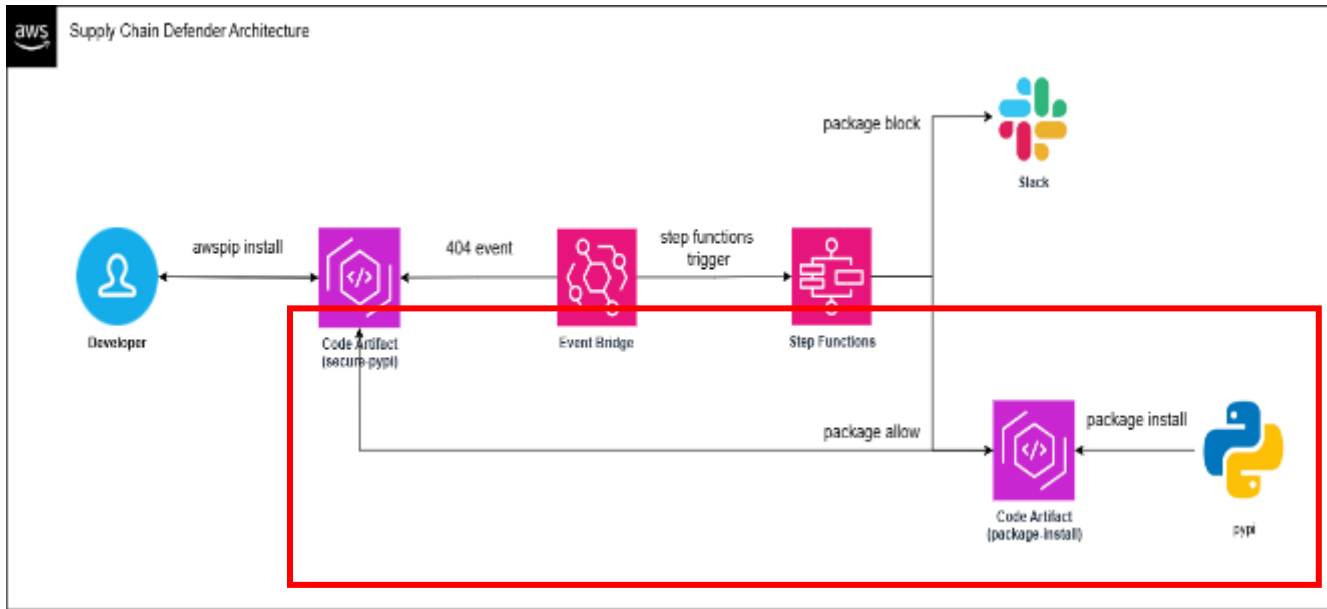 aws
Supply Chain Defender Architecture
package block
Slack
awspip install
404 event
step functions
trigger
Developer
Code Artifact
(secure-pypi)
Event Bridge
Step Functions
package allow
package install
Code Artifact
(package-install)
pypi